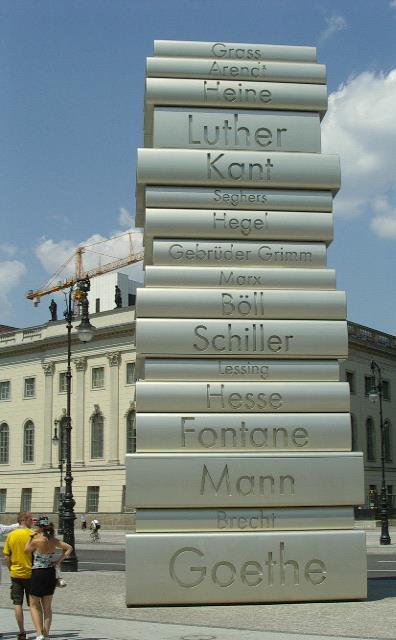 Grass
Arendt
Heine
Luther
Kant
Seghers
Hegel
Gebrüder Grimm
Marx
Böll
Schiller
Lessing
Hesse
Fontane
Mann
Brecht
Goethe